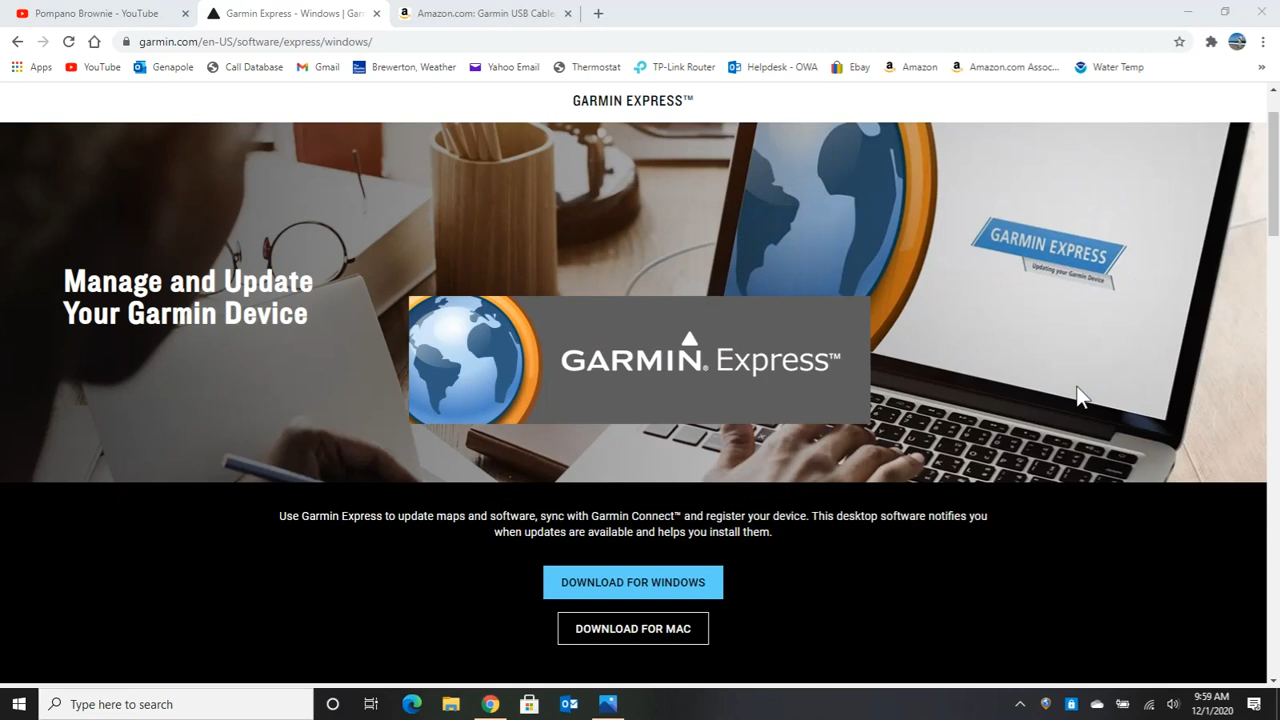 Pompano Brownie - YouTube
Garmin Express - Windows | Garm
Amazon.com: Garmin USB Cable
garmin.com/en-US/software/express/windows/
Apps YouTube Genapole Call Database Gmail Brewerton, Weather Yahoo Email Thermostat TP-Link Router Helpdesk - OWA Ebay Amazon Amazon.com Assoc... Water Temp »
GARMIN EXPRESS™
GARMIN EXPRESS
Updating your Garmin Device
Manage and Update
Your Garmin Device
GARMIN® Express™
Use Garmin Express to update maps and software, sync with Garmin Connect™ and register your device. This desktop software notifies you
when updates are available and helps you install them.
DOWNLOAD FOR WINDOWS
DOWNLOAD FOR MAC
Type here to search
9:59 AM
12/1/2020